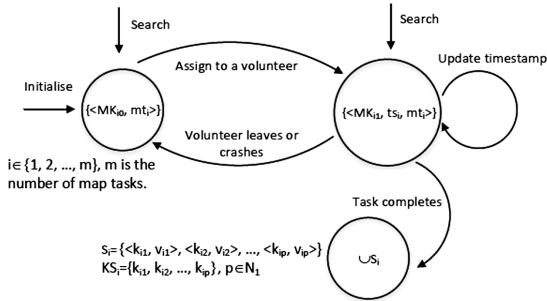 Search
Search
Initialise
Assign to a volunteer
Update timestamp
{<MKi0, mti>}
{<MKi1, tsi, mti>}
Volunteer leaves or
crashes
i∈{1, 2, ..., m}, m is the
number of map tasks.
Task completes
Si={<ki1, vi1>, <ki2, vi2>, ..., <kip, vip>}
KSi={ki1, ki2, ..., kip}, p∈N1
∪Si